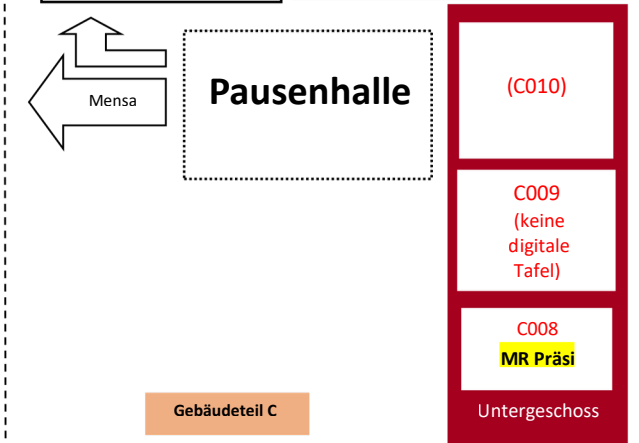 Mensa
Pausenhalle
(C010)
C009
(keine
digitale
Tafel)
C008
MR Präsi
Gebäudeteil C
Untergeschoss